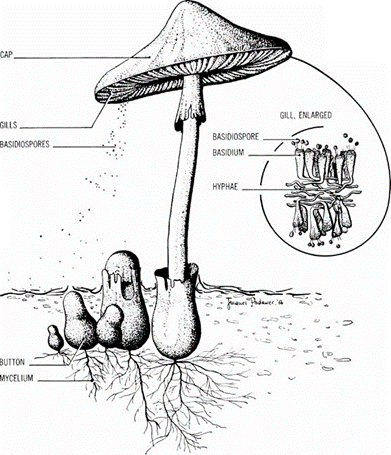 CAP
GILLS
BASIDIOSPORES
GILL, ENLARGED
BASIDIOSPORE
BASIDIUM
HYPHAE
BUTTON
MYCELIUM